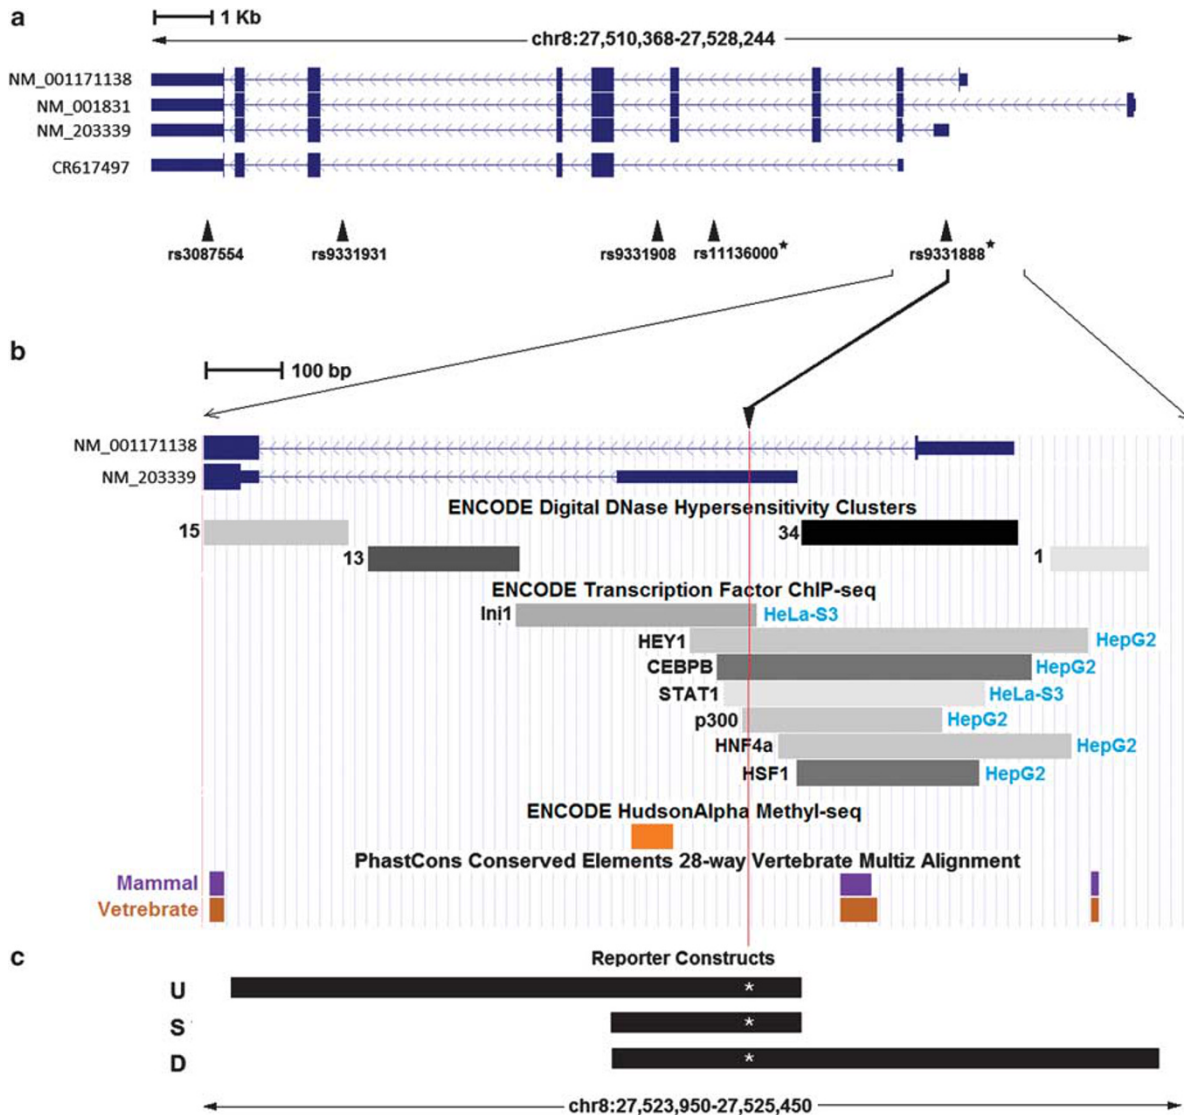 a
1 Kb
chr8:27,510,368-27,528,244
NM_001171138
NM_001831
NM_203339
CR617497
rs3087554 rs9331931 rs9331908 rs11136000* rs9331888*
b
100 bp
NM_001171138
NM_203339
ENCODE Digital DNase Hypersensitivity Clusters
15 34
13 1
ENCODE Transcription Factor ChIP-seq
Ini1 HeLa-S3
HEY1 HepG2
CEBPB HepG2
STAT1 HeLa-S3
p300 HepG2
HNF4a HepG2
HSF1 HepG2
ENCODE HudsonAlpha Methyl-seq
PhastCons Conserved Elements 28-way Vertebrate Multiz Alignment
Mammal
Vetrebrate
c
Reporter Constructs
U *
S *
D *
chr8:27,523,950-27,525,450